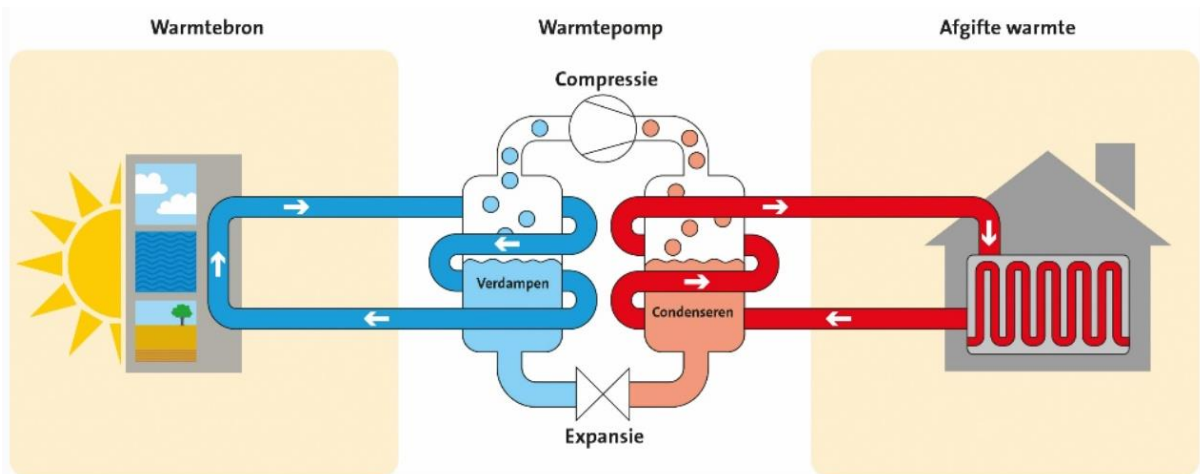 Warmtebron
Warmtepomp
Afgifte warmte
Compressie
Verdampen
Condenseren
Expansie